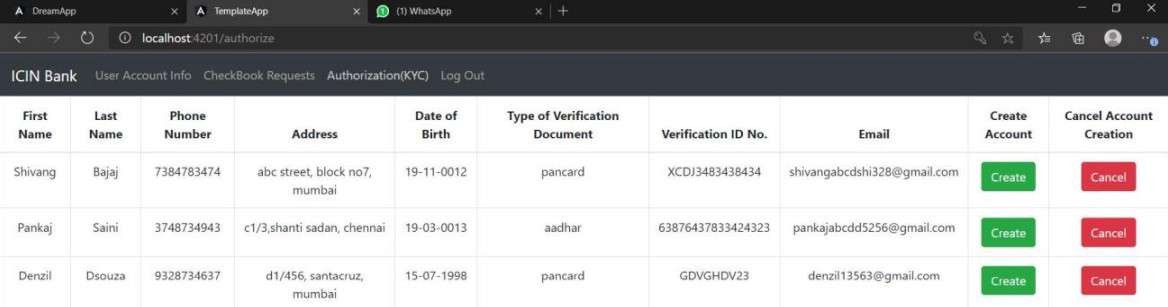 DreamApp TemplateApp (1) WhatsApp
localhost:4201/authorize
ICIN Bank User Account Info CheckBook Requests Authorization(KYC) Log Out
First Name Last Name Phone Number Address Date of Birth Type of Verification Document Verification ID No. Email Create Account Cancel Account Creation
Shivang Bajaj 7384783474 abc street, block no7, mumbai 19-11-0012 pancard XCDJ3483438434 shivangabcdshi328@gmail.com Create Cancel
Pankaj Saini 3748734943 c1/3,shanti sadan, chennai 19-03-0013 aadhar 63876437833424323 pankajabcdd5256@gmail.com Create Cancel
Denzil Dsouza 9328734637 d1/456, santacruz, mumbai 15-07-1998 pancard GDVGHDV23 denzil13563@gmail.com Create Cancel